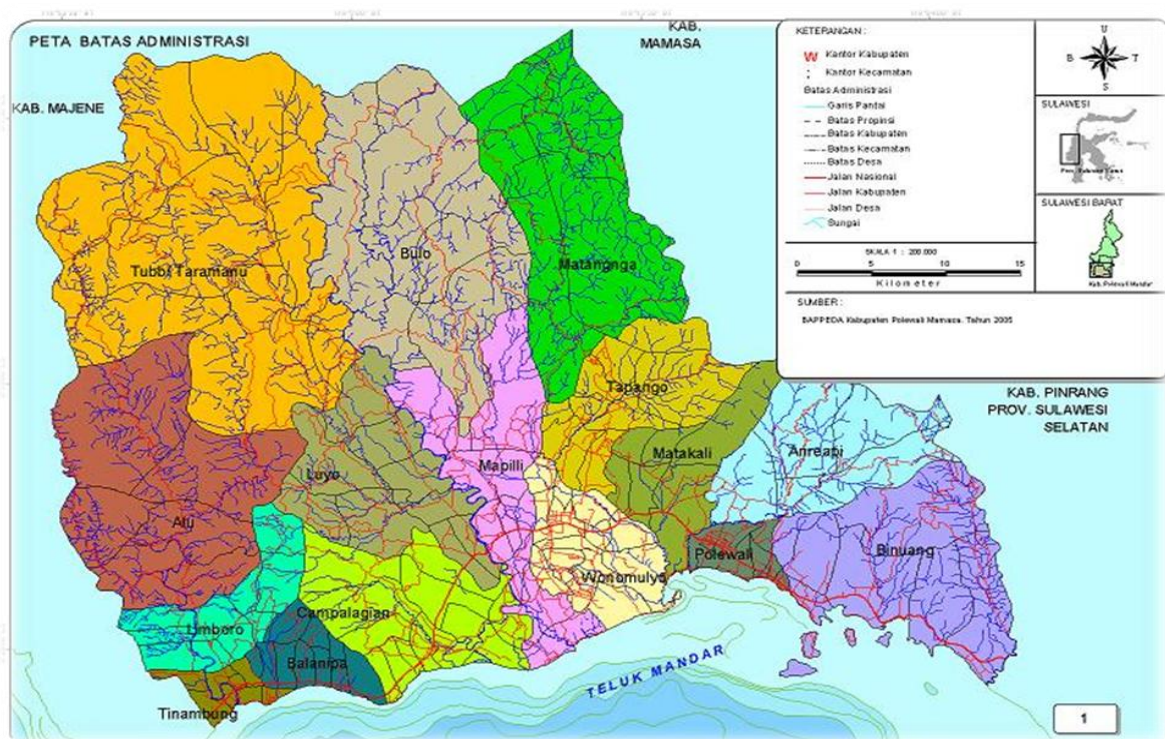 PETA BATAS ADMINISTRASI
KAB. MAMASA
KAB. MAJENE
KETERANGAN :
W Kantor Kabupaten
: Kantor Kecamatan
Batas Administrasi
Garis Pantai
Batas Propinsi
Batas Kabupaten
Batas Kecamatan
Batas Desa
Jalan Nasional
Jalan Kabupaten
Jalan Desa
Sungai
SKALA 1 : 200.000
0 5 10 15
Kilometer
SUMBER :
BAPPEDA Kabupaten Polewali Mamasa. Tahun 2005
U
B T
S
SULAWESI
SULAWESI BARAT
Kab. Polewali Mandar
KAB. PINRANG
PROV. SULAWESI
SELATAN
Tubbi Taramanu
Bulo
Matangnga
Tapango
Matakali
Anreapi
Mapilli
Luyo
Alu
Polewali
Binuang
Wonomulyo
Campalagian
Limboro
Balanipa
Tinambung
TELUK MANDAR
1